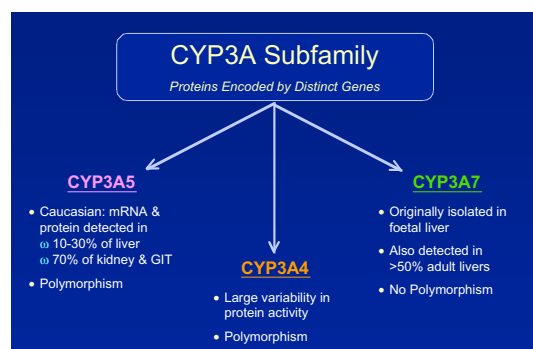 CYP3A Subfamily
Proteins Encoded by Distinct Genes
CYP3A5
• Caucasian: mRNA &
protein detected in
ω 10-30% of liver
ω 70% of kidney & GIT
• Polymorphism
CYP3A4
• Large variability in
protein activity
• Polymorphism
CYP3A7
• Originally isolated in
foetal liver
• Also detected in
>50% adult livers
• No Polymorphism